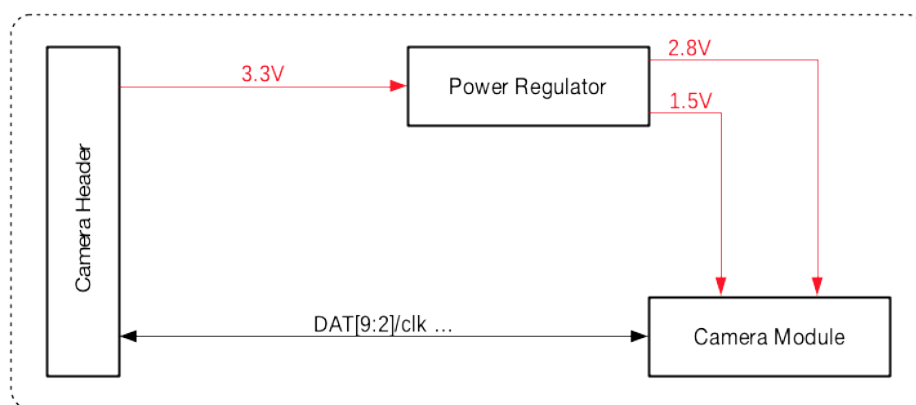 2.8V
3.3V
Power Regulator
1.5V
Camera Header
DAT[9:2]/clk ...
Camera Module